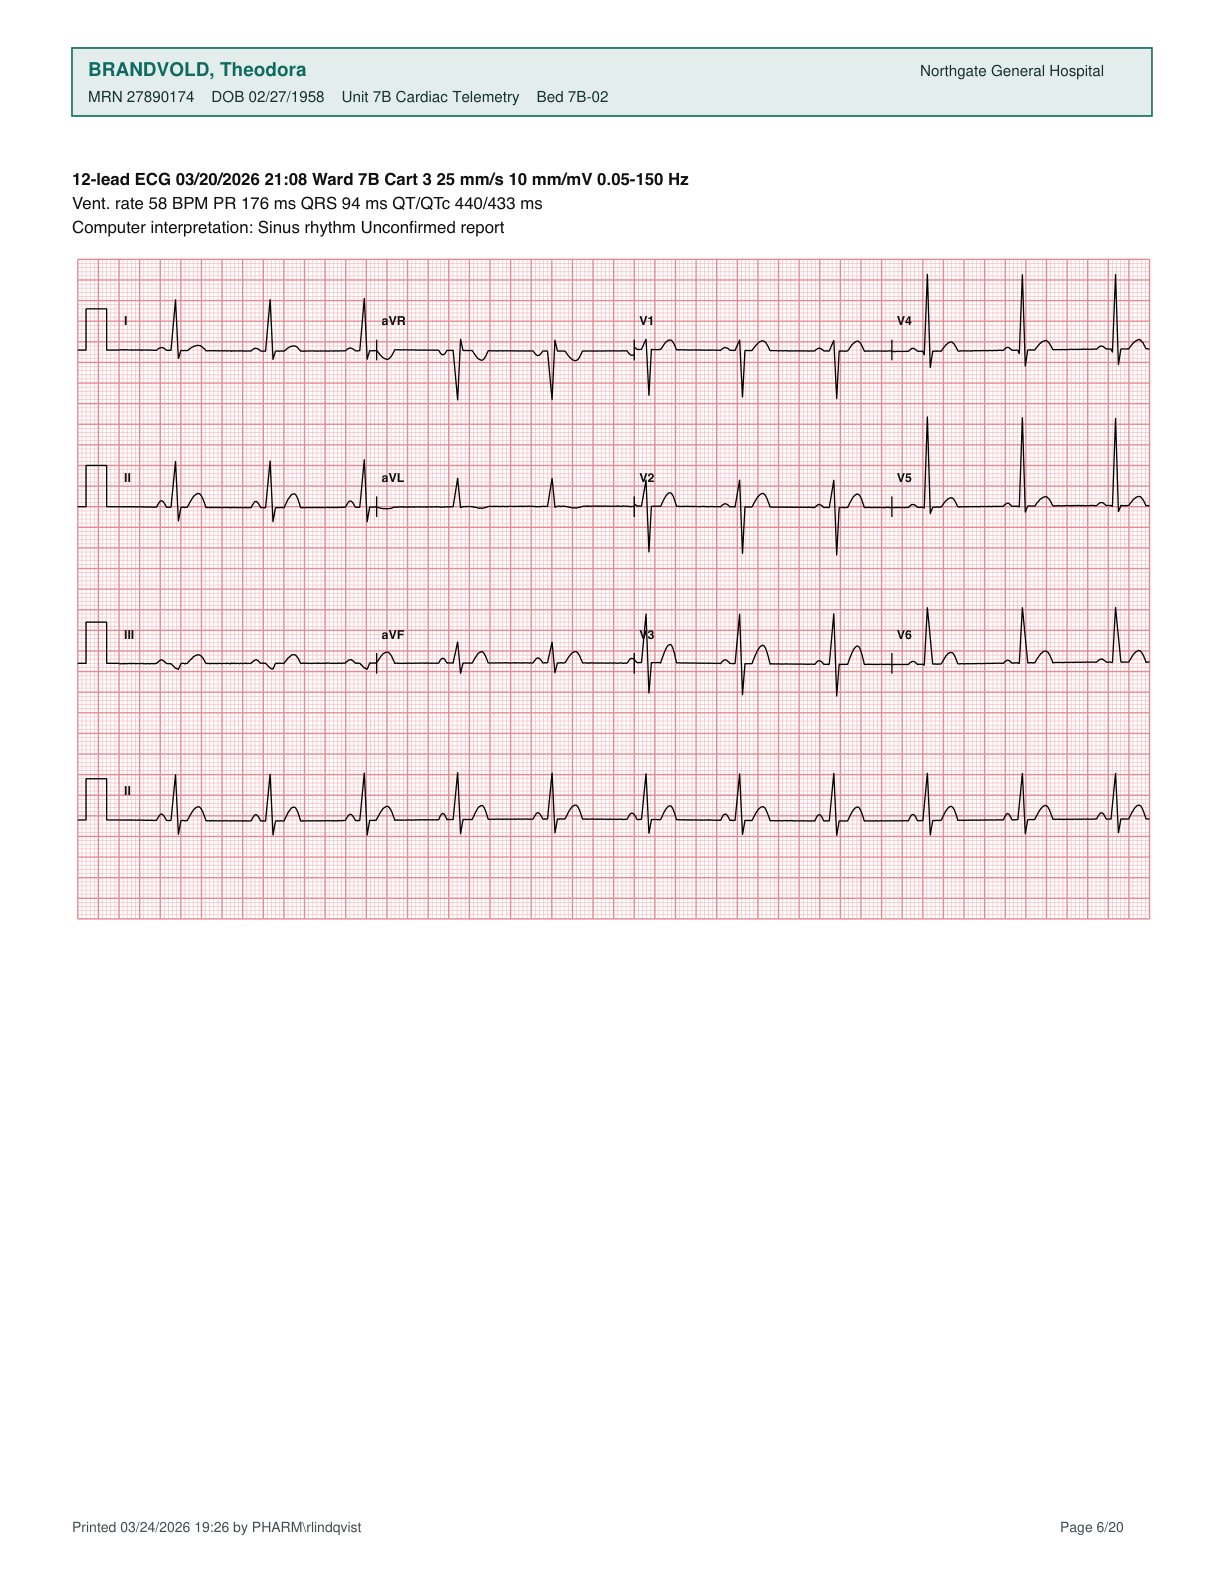 BRANDVOLD, Theodora
Northgate General Hospital
MRN 27890174 DOB 02/27/1958 Unit 7B Cardiac Telemetry Bed 7B-02
12-lead ECG 03/20/2026 21:08 Ward 7B Cart 3 25 mm/s 10 mm/mV 0.05-150 Hz
Vent. rate 58 BPM PR 176 ms QRS 94 ms QT/QTc 440/433 ms
Computer interpretation: Sinus rhythm Unconfirmed report
I aVR V1 V4
II aVL V2 V5
III aVF V3 V6
II
Printed 03/24/2026 19:26 by PHARM\rlindqvist
Page 6/20